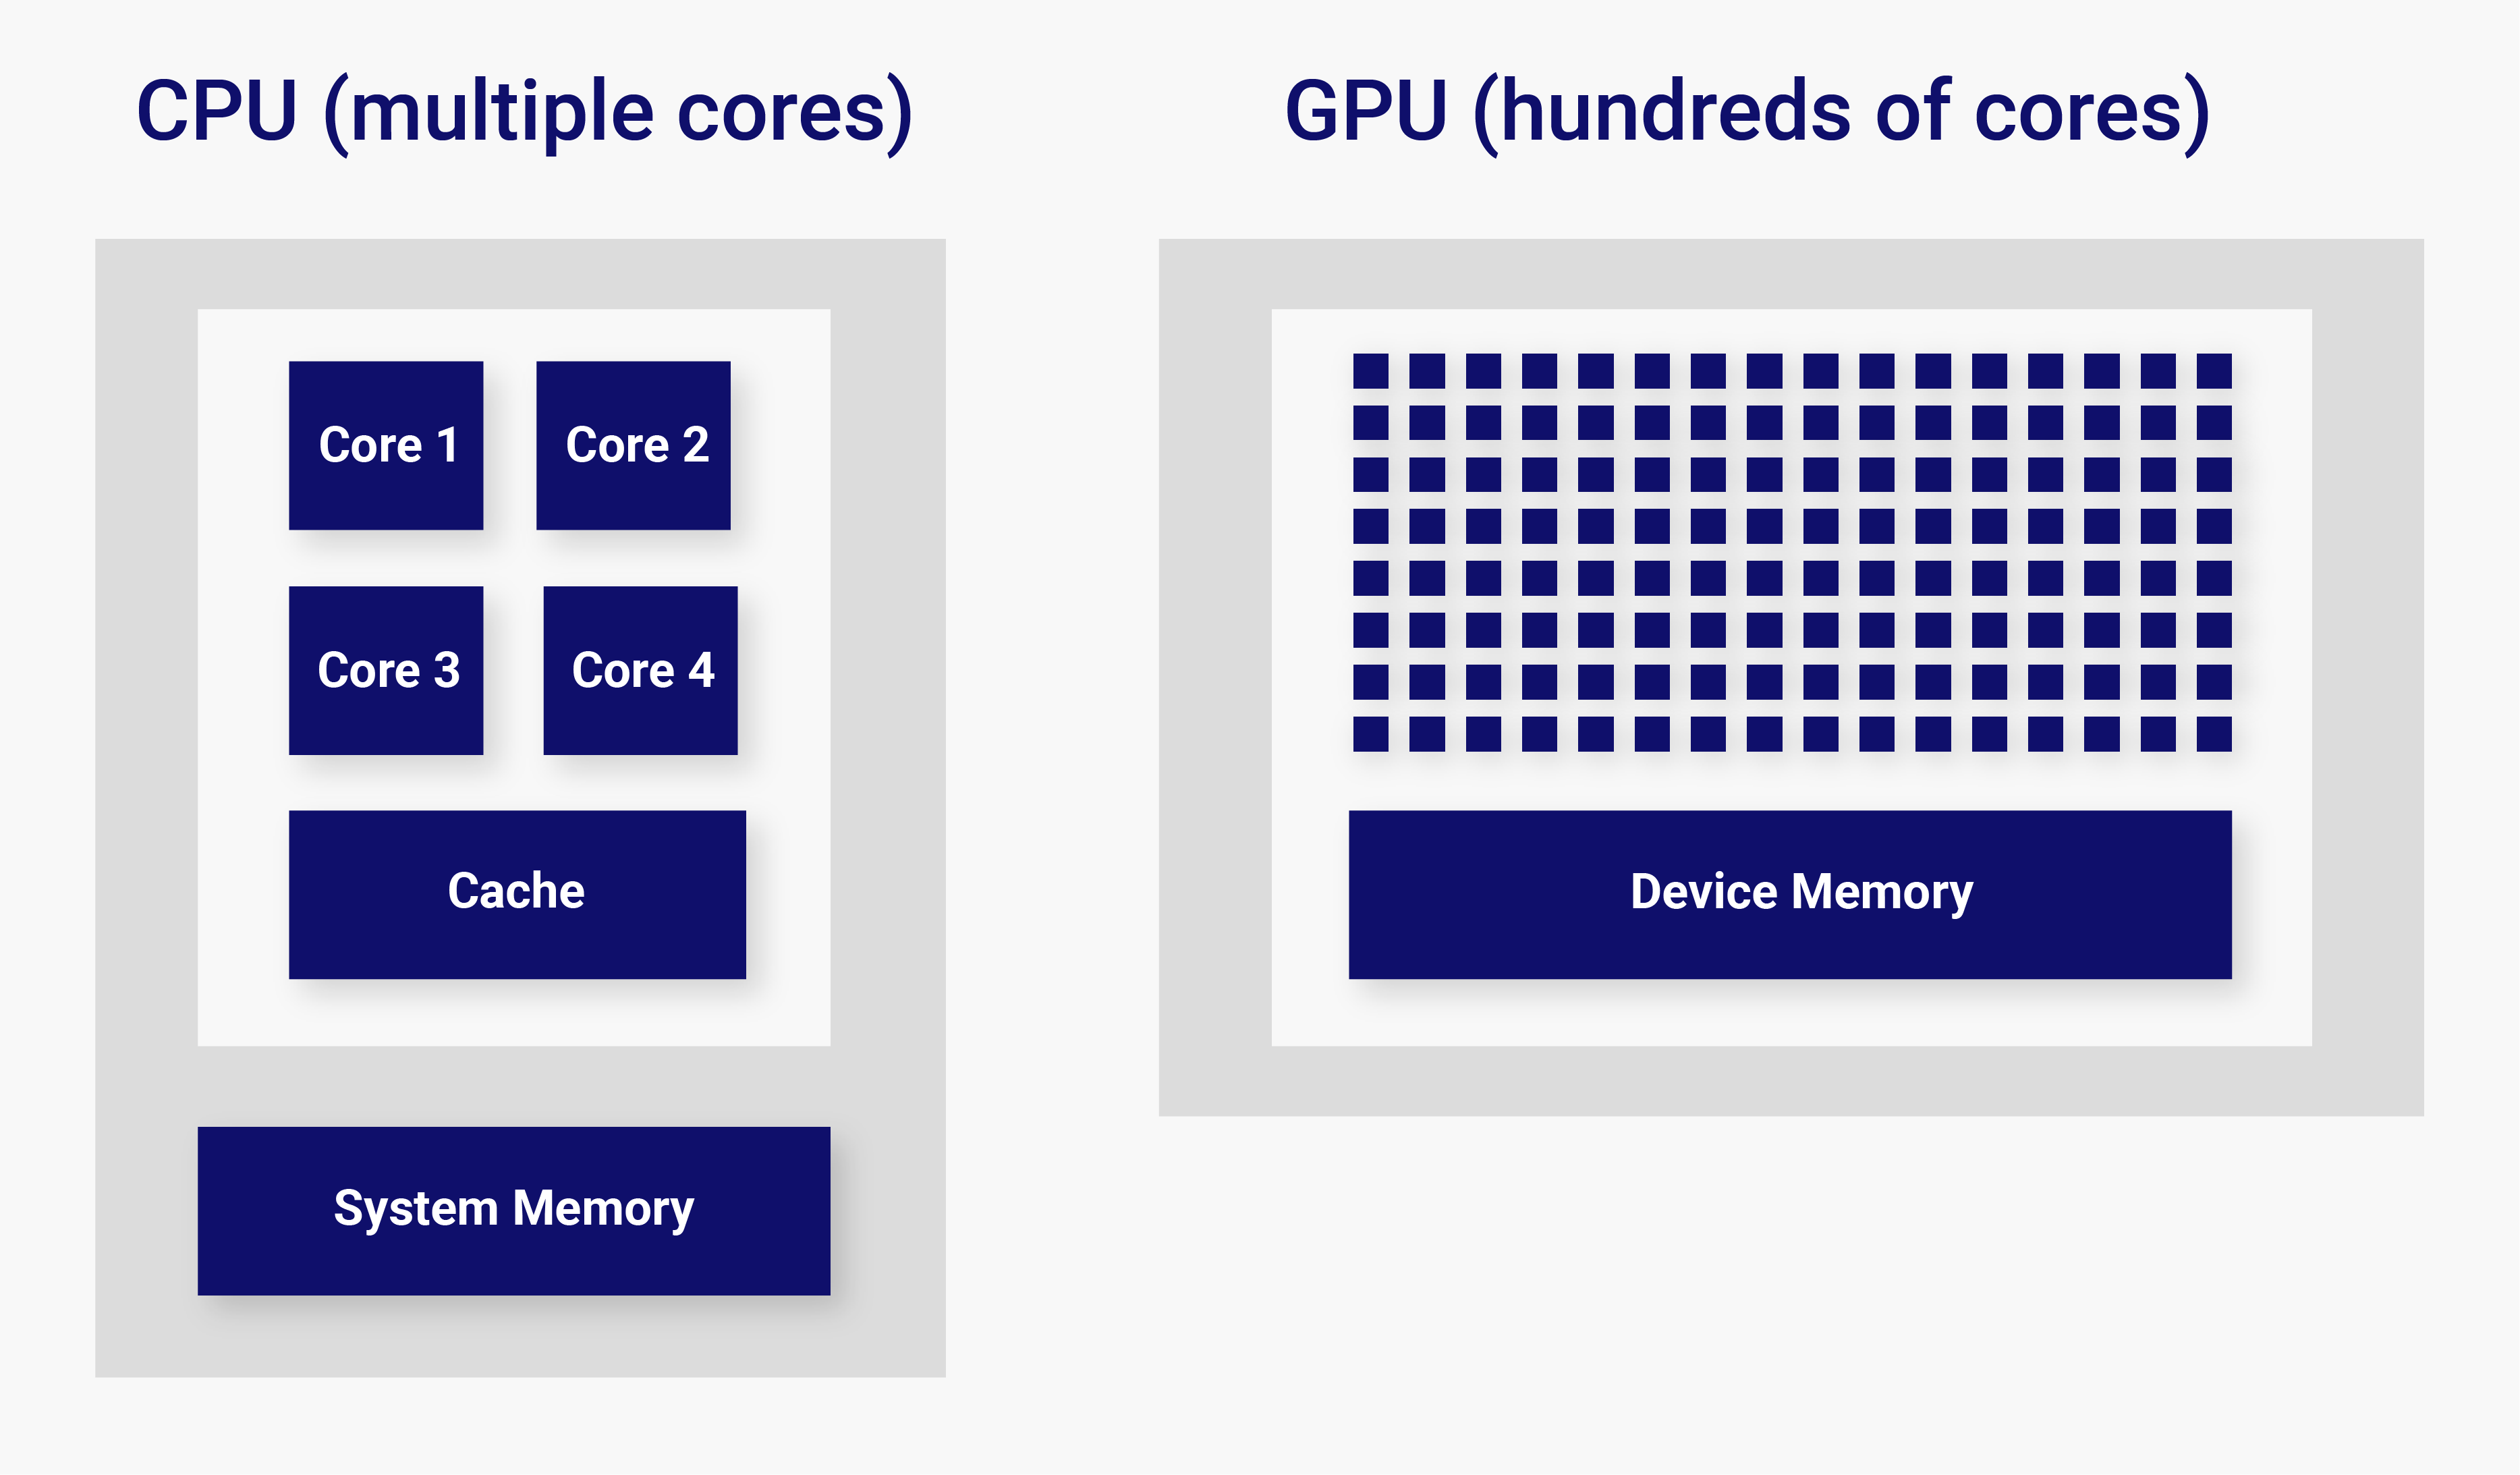 CPU (multiple cores)
GPU (hundreds of cores)
Core 1
Core 2
Core 3
Core 4
Cache
System Memory
Device Memory